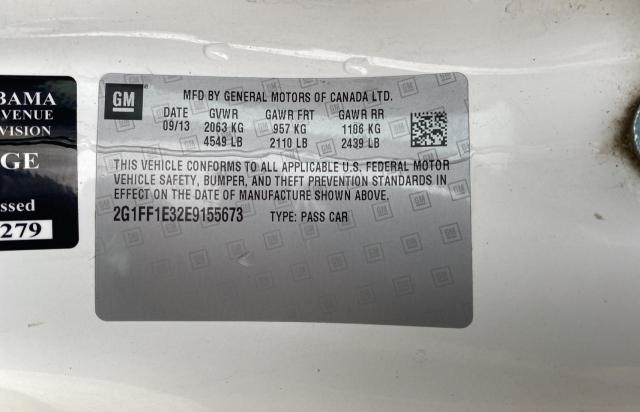 BAMA
VENUE
VISION
GE
ssed
279
GM
MFD BY GENERAL MOTORS OF CANADA LTD.
DATE GVWR GAWR FRT GAWR RR
09/13 2063 KG 957 KG 1106 KG
4549 LB 2110 LB 2439 LB
THIS VEHICLE CONFORMS TO ALL APPLICABLE U.S. FEDERAL MOTOR
VEHICLE SAFETY, BUMPER, AND THEFT PREVENTION STANDARDS IN
EFFECT ON THE DATE OF MANUFACTURE SHOWN ABOVE.
2G1FF1E32E9155673 TYPE: PASS CAR